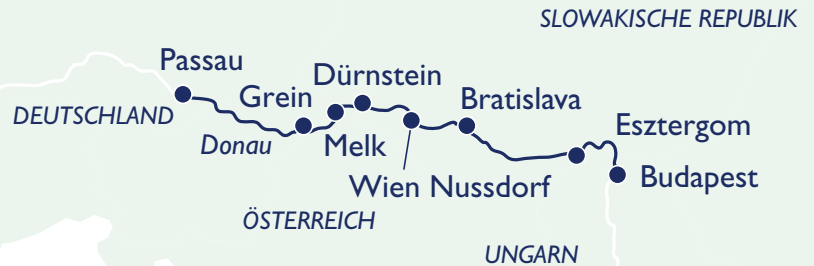 SLOWAKISCHE REPUBLIK
Passau
Dürnstein
Grein
Bratislava
DEUTSCHLAND
Esztergom
Donau
Melk
Wien Nussdorf
Budapest
ÖSTERREICH
UNGARN